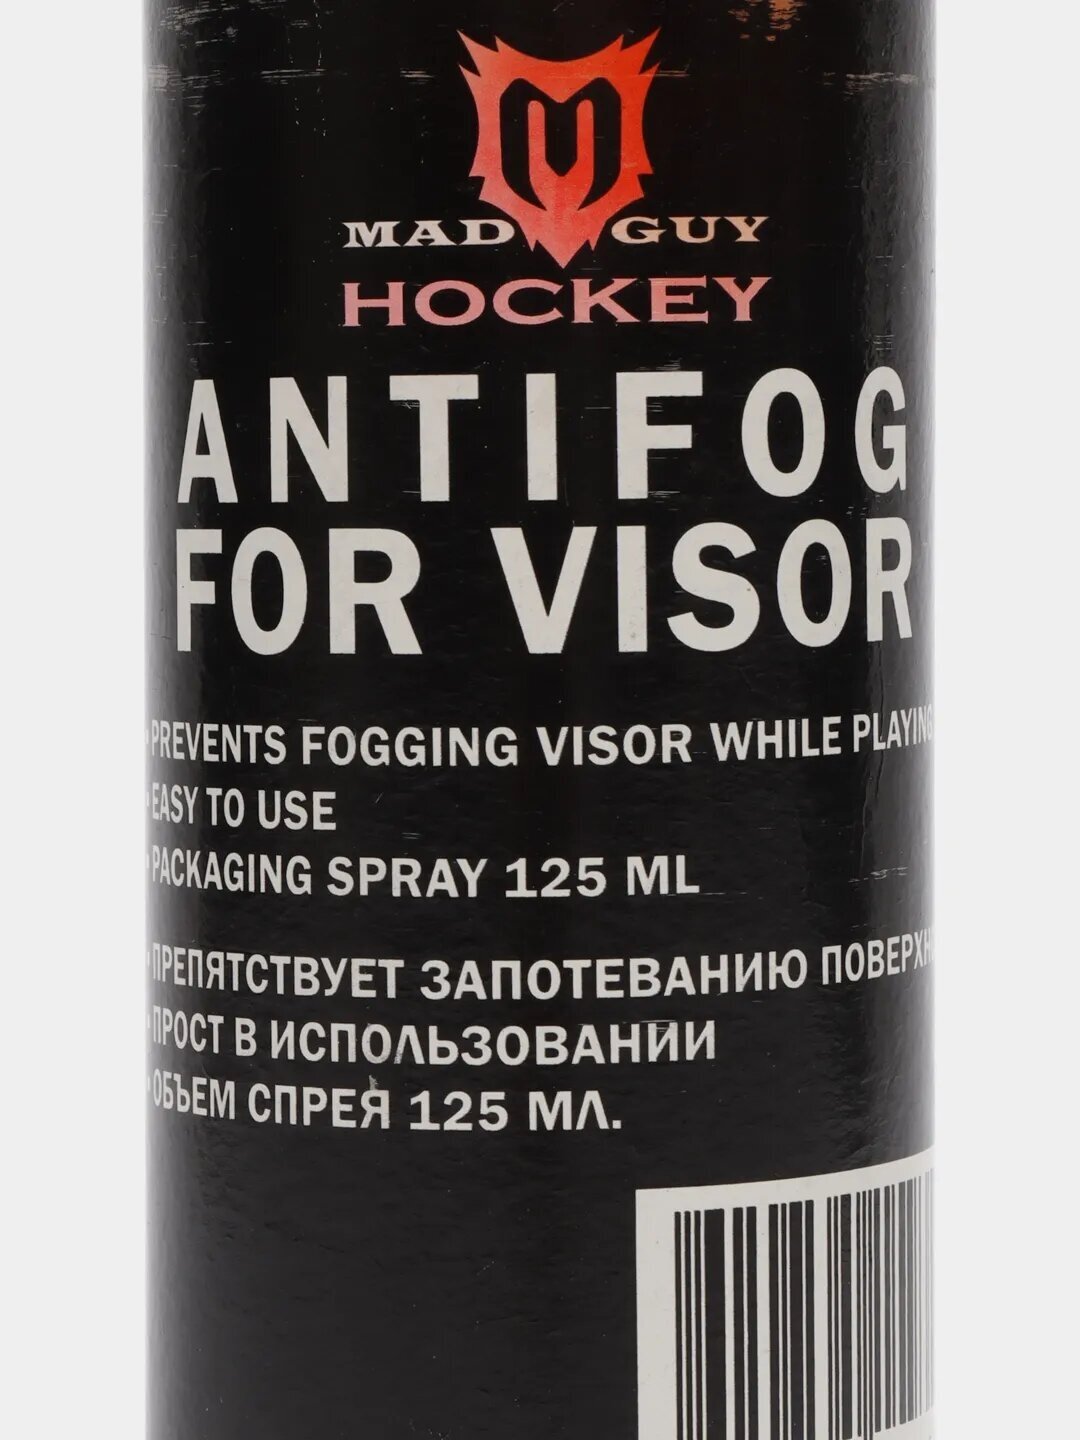 MAD GUY
HOCKEY
ANTIFOG
FOR VISOR
• PREVENTS FOGGING VISOR WHILE PLAYING
• EASY TO USE
• PACKAGING SPRAY 125 ML
• ПРЕПЯТСТВУЕТ ЗАПОТЕВАНИЮ
• ПРОСТ В ИСПОЛЬЗОВАНИИ
• ОБЪЕМ СПРЕЯ 125 МЛ.